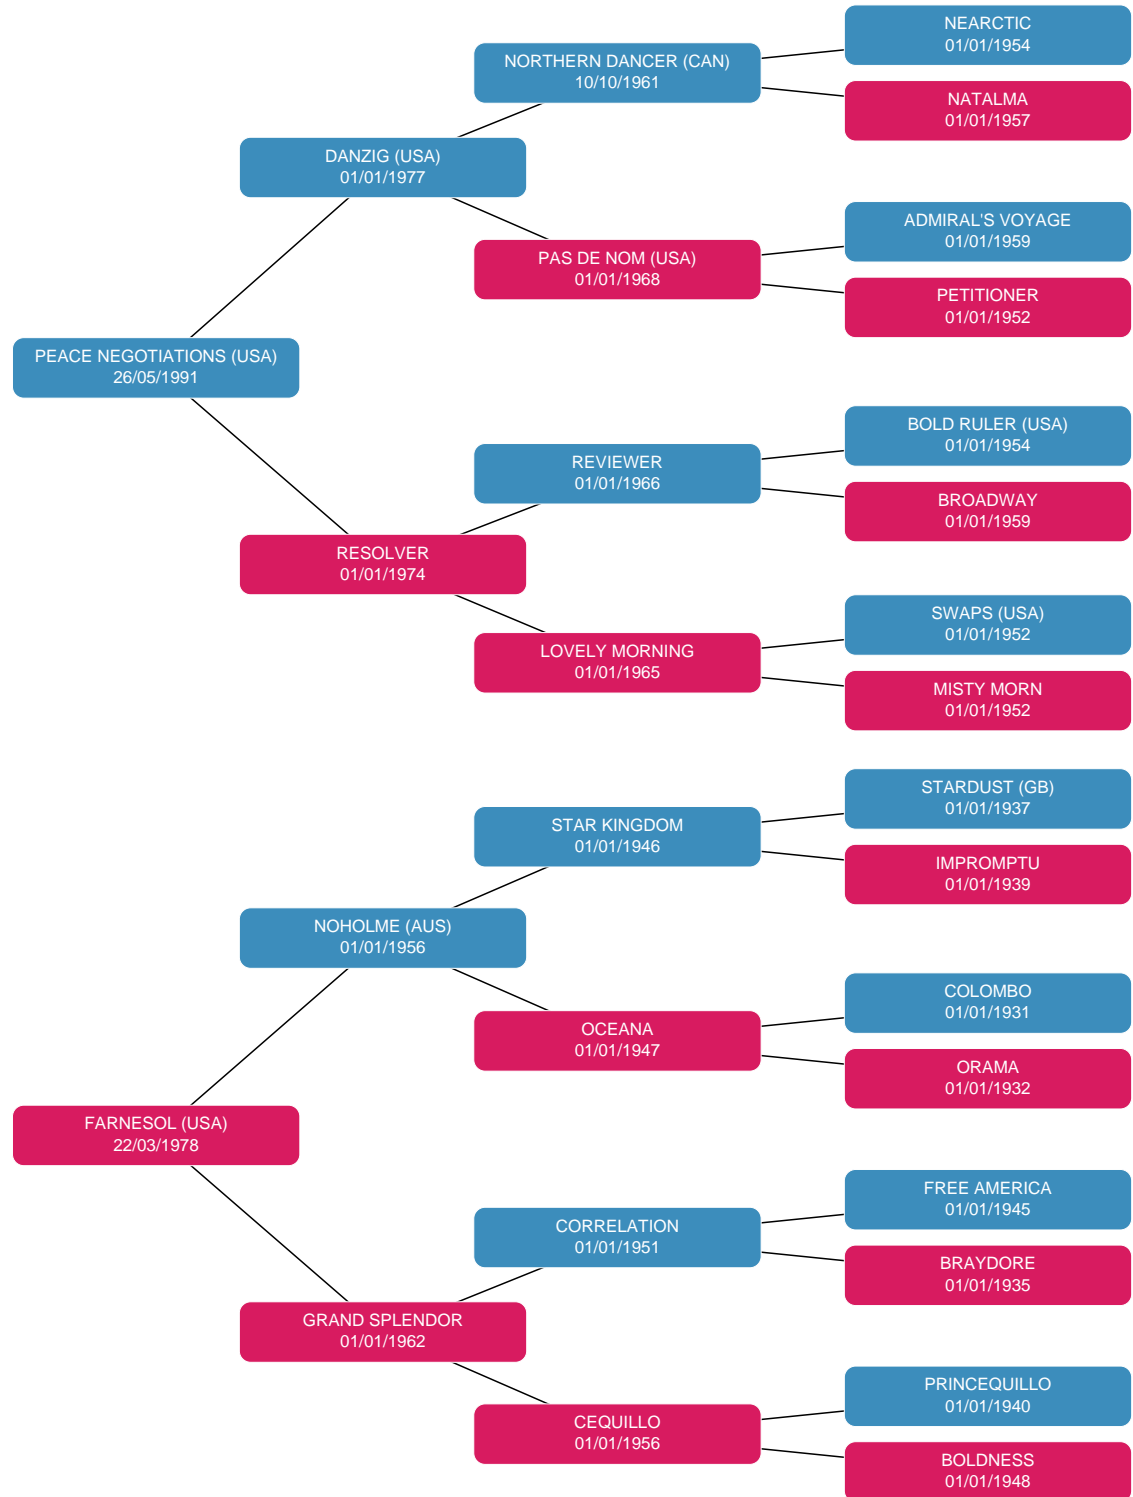 NEARCTIC
01/01/1954
NORTHERN DANCER (CAN)
10/10/1961
NATALMA
01/01/1957
DANZIG (USA)
01/01/1977
ADMIRAL'S VOYAGE
01/01/1959
PAS DE NOM (USA)
01/01/1968
PETITIONER
01/01/1952
PEACE NEGOTIATIONS (USA)
26/05/1991
BOLD RULER (USA)
01/01/1954
REVIEWER
01/01/1966
BROADWAY
01/01/1959
RESOLVER
01/01/1974
SWAPS (USA)
01/01/1952
LOVELY MORNING
01/01/1965
MISTY MORN
01/01/1952
STARDUST (GB)
01/01/1937
STAR KINGDOM
01/01/1946
IMPROMPTU
01/01/1939
NOHOLME (AUS)
01/01/1956
COLOMBO
01/01/1931
OCEANA
01/01/1947
ORAMA
01/01/1932
FARNESOL (USA)
22/03/1978
FREE AMERICA
01/01/1945
CORRELATION
01/01/1951
BRAYDORE
01/01/1935
GRAND SPLENDOR
01/01/1962
PRINCEQUILLO
01/01/1940
CEQUILLO
01/01/1956
BOLDNESS
01/01/1948